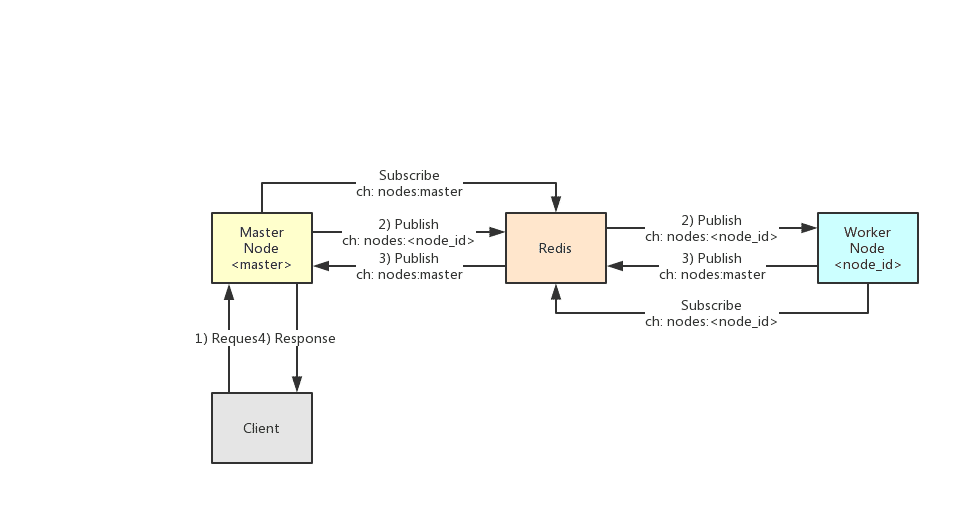 Subscribe
ch: nodes:master
Master
Node
<master>
2) Publish
ch: nodes:<node_id>
3) Publish
ch: nodes:master
Redis
2) Publish
ch: nodes:<node_id>
3) Publish
ch: nodes:master
Worker
Node
<node_id>
Subscribe
ch: nodes:<node_id>
1) Reques
4) Response
Client